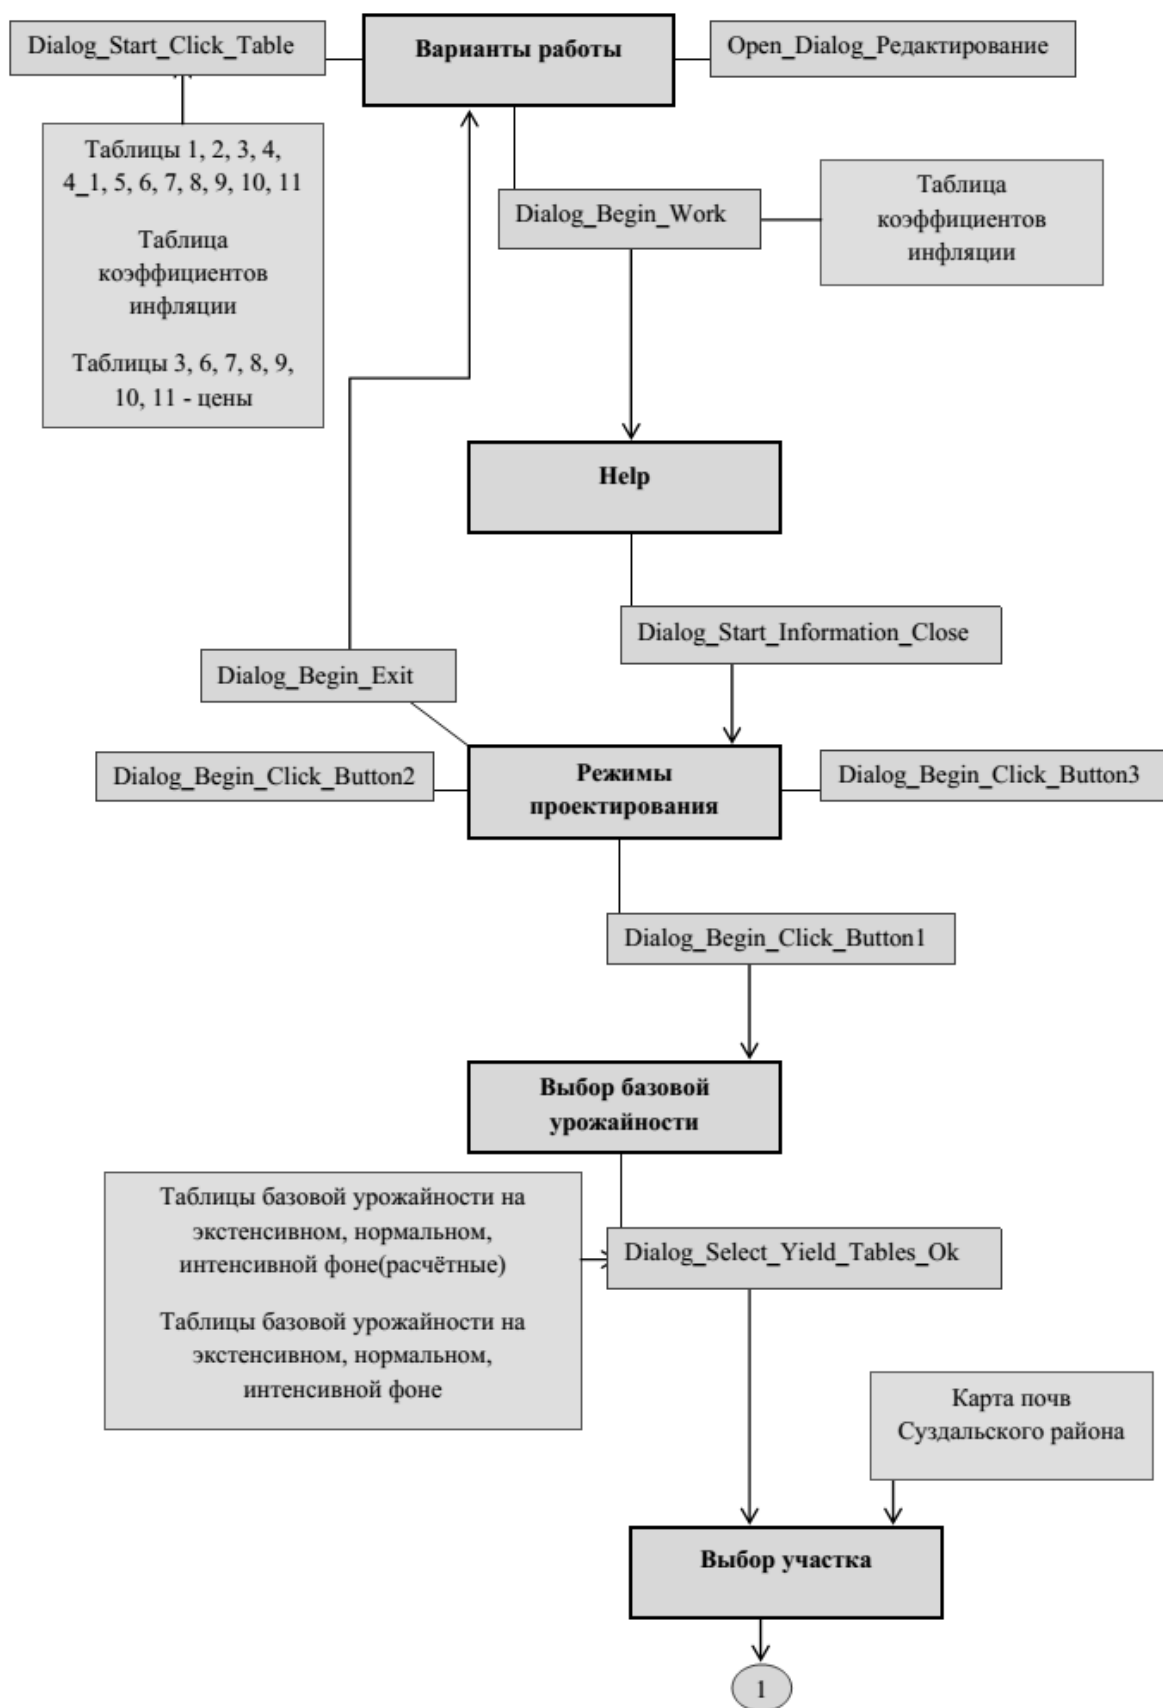 Dialog_Start_Click_Table
Варианты работы
Open_Dialog_Редактирование
Таблицы 1, 2, 3, 4,
4_1, 5, 6, 7, 8, 9, 10, 11
Таблица
коэффициентов
инфляции
Таблицы 3, 6, 7, 8, 9,
10, 11 - цены
Dialog_Begin_Work
Таблица
коэффициентов
инфляции
Help
Dialog_Start_Information_Close
Dialog_Begin_Exit
Dialog_Begin_Click_Button2
Режимы
проектирования
Dialog_Begin_Click_Button3
Dialog_Begin_Click_Button1
Выбор базовой
урожайности
Таблицы базовой урожайности на
экстенсивном, нормальном,
интенсивной фоне(расчётные)
Таблицы базовой урожайности на
экстенсивном, нормальном,
интенсивной фоне
Dialog_Select_Yield_Tables_Ok
Карта почв
Суздальского района
Выбор участка
1